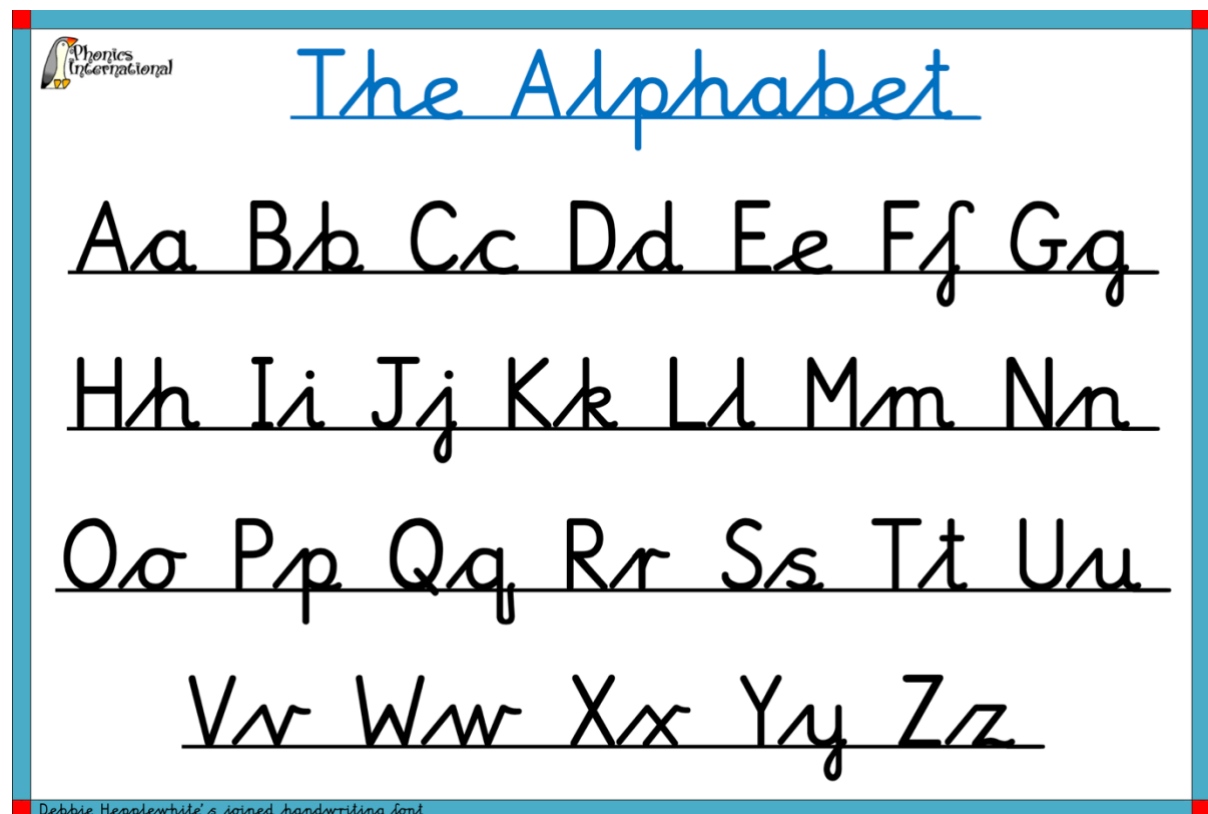 Phonics
International
The Alphabet
Aa Bb Cc Dd Ee Ff Gg
Hh Ii Jj Kk Ll Mm Nn
Oo Pp Qq Rr Ss Tt Uu
Vv Ww Xx Yy Zz
Debbie Hepplewhite's joined handwriting font